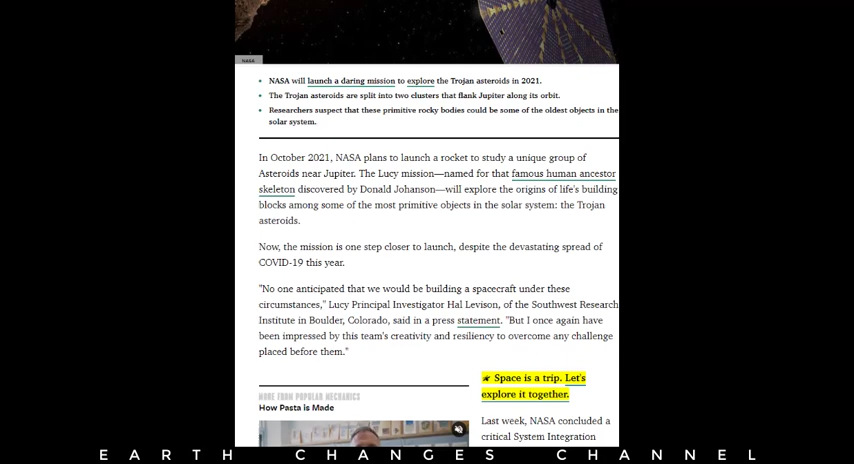 NASA
• NASA will launch a daring mission to explore the Trojan asteroids in 2021.
• The Trojan asteroids are split into two clusters that flank Jupiter along its orbit.
• Researchers suspect that these primitive rocky bodies could be some of the oldest objects in the
solar system.
In October 2021, NASA plans to launch a rocket to study a unique group of
Asteroids near Jupiter. The Lucy mission—named for that famous human ancestor
skeleton discovered by Donald Johanson—will explore the origins of life's building
blocks among some of the most primitive objects in the solar system: the Trojan
asteroids.
Now, the mission is one step closer to launch, despite the devastating spread of
COVID-19 this year.
"No one anticipated that we would be building a spacecraft under these
circumstances," Lucy Principal Investigator Hal Levison, of the Southwest Research
Institute in Boulder, Colorado, said in a press statement. "But I once again have
been impressed by this team's creativity and resiliency to overcome any challenge
placed before them."
MORE FROM POPULAR MECHANICS
How Pasta is Made
☛ Space is a trip. Let's
explore it together.
Last week, NASA concluded a
critical System Integration
EARTH CHANGES CHANNEL